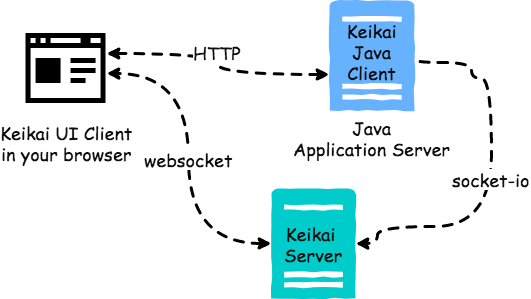 Keikai
Java
Client
HTTP
Keikai UI Client
in your browser
Java
Application Server
websocket
socket-io
Keikai
Server